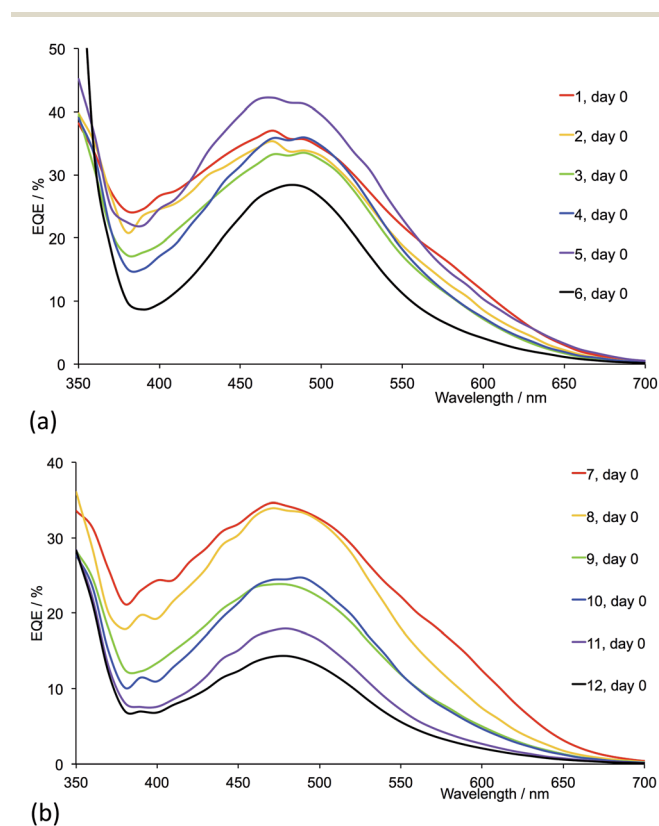 50
40
30
20
10
0
EQE / %
1, day 0
2, day 0
3, day 0
4, day 0
5, day 0
6, day 0
350 400 450 500 550 600 650 700
Wavelength / nm
(a)
40
30
20
10
0
EQE / %
7, day 0
8, day 0
9, day 0
10, day 0
11, day 0
12, day 0
350 400 450 500 550 600 650 700
Wavelength / nm
(b)